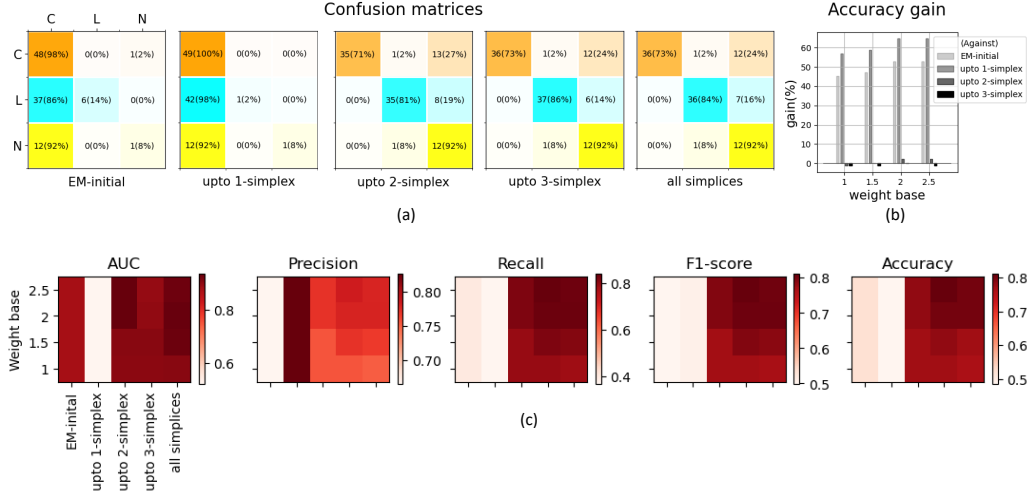 Confusion matrices
Accuracy gain
C L N
C 48(98%) 0(0%) 1(2%) 49(100%) 0(0%) 0(0%) 35(71%) 1(2%) 13(27%) 36(73%) 1(2%) 12(24%) 36(73%) 1(2%) 12(24%)
L 37(86%) 6(14%) 0(0%) 42(98%) 1(2%) 0(0%) 0(0%) 35(81%) 8(19%) 0(0%) 37(86%) 6(14%) 0(0%) 36(84%) 7(16%)
N 12(92%) 0(0%) 1(8%) 12(92%) 0(0%) 1(8%) 0(0%) 1(8%) 12(92%) 0(0%) 1(8%) 12(92%) 0(0%) 1(8%) 12(92%)
EM-initial upto 1-simplex upto 2-simplex upto 3-simplex all simplices
(a)
gain(%)
60
50
40
30
20
10
0
(Against)
EM-initial
upto 1-simplex
upto 2-simplex
upto 3-simplex
1 1.5 2 2.5
weight base
(b)
AUC
Weight base
2.5
2
1.5
1
0.8
0.6
EM-inital
upto 1-simplex
upto 2-simplex
upto 3-simplex
all simplices
Precision
0.80
0.75
0.70
Recall
0.8
0.6
0.4
F1-score
0.8
0.7
0.6
0.5
Accuracy
0.8
0.7
0.6
0.5
(c)